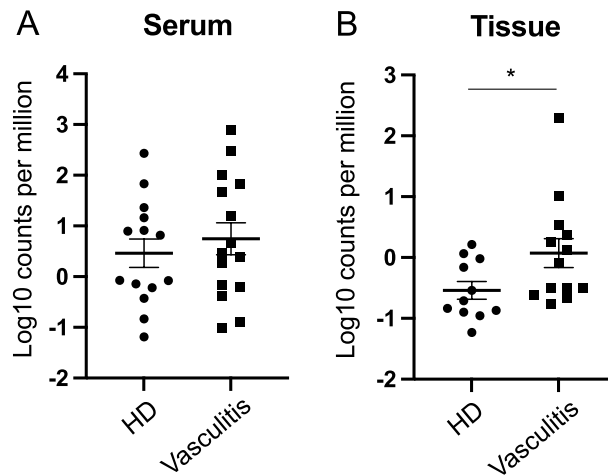 A
Serum
Log10 counts per million
4
3
2
1
0
-1
-2
HD
Vasculitis
B
Tissue
Log10 counts per million
3
2
1
0
-1
-2
*
HD
Vasculitis